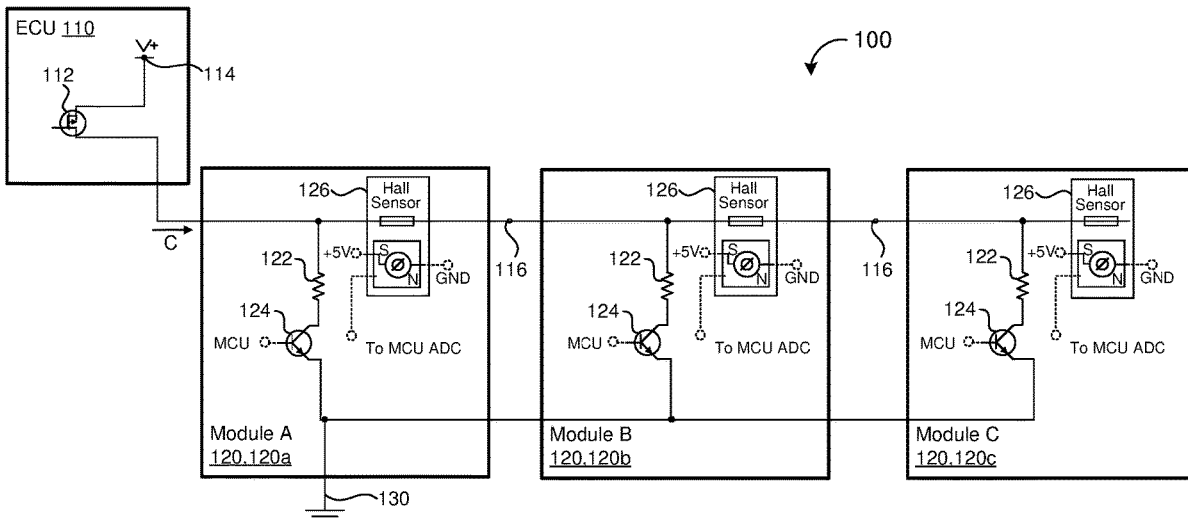 ECU 110
V+
112
114
100
C
126
Hall
Sensor
+5V
S
N
GND
122
124
MCU
To MCU ADC
116
Module A
120,120a
130
126
Hall
Sensor
+5V
S
N
GND
122
124
MCU
To MCU ADC
116
Module B
120,120b
126
Hall
Sensor
+5V
S
N
GND
122
124
MCU
To MCU ADC
Module C
120,120c